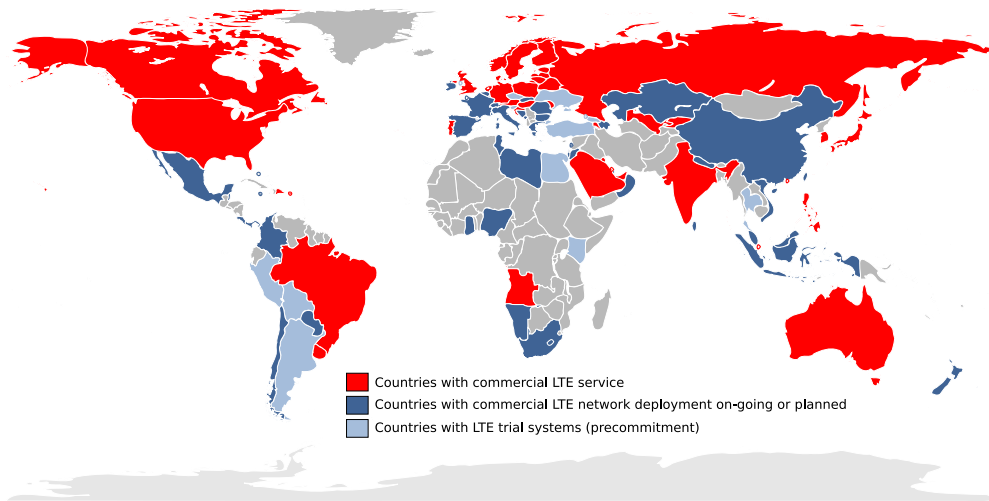 Countries with commercial LTE service
Countries with commercial LTE network deployment on-going or planned
Countries with LTE trial systems (precommitment)